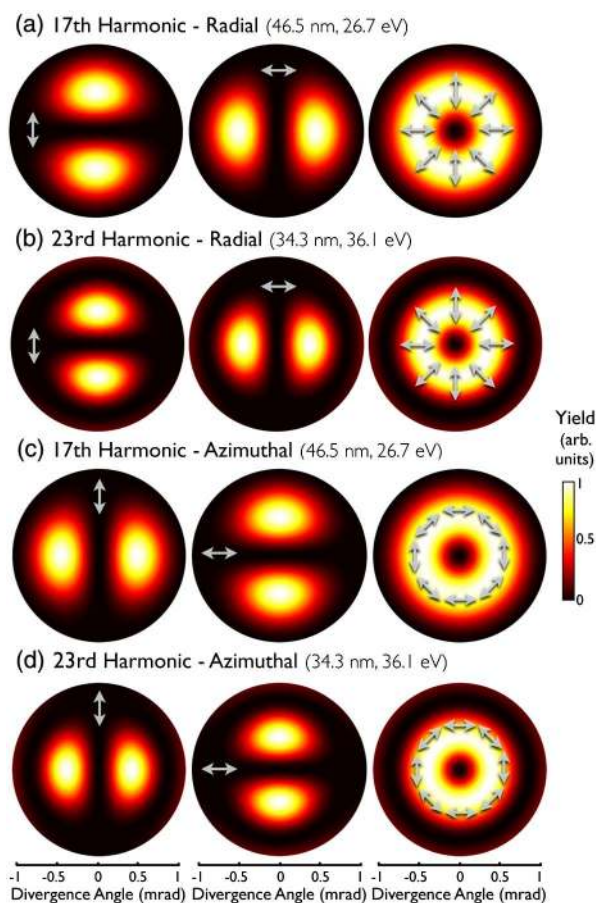 (a) 17th Harmonic - Radial (46.5 nm, 26.7 eV)
(b) 23rd Harmonic - Radial (34.3 nm, 36.1 eV)
(c) 17th Harmonic - Azimuthal (46.5 nm, 26.7 eV)
Yield
(arb.
units)
1
0.5
0
(d) 23rd Harmonic - Azimuthal (34.3 nm, 36.1 eV)
-1 -0.5 0 0.5 1 -1 -0.5 0 0.5 1 -1 -0.5 0 0.5 1
Divergence Angle (mrad) Divergence Angle (mrad) Divergence Angle (mrad)